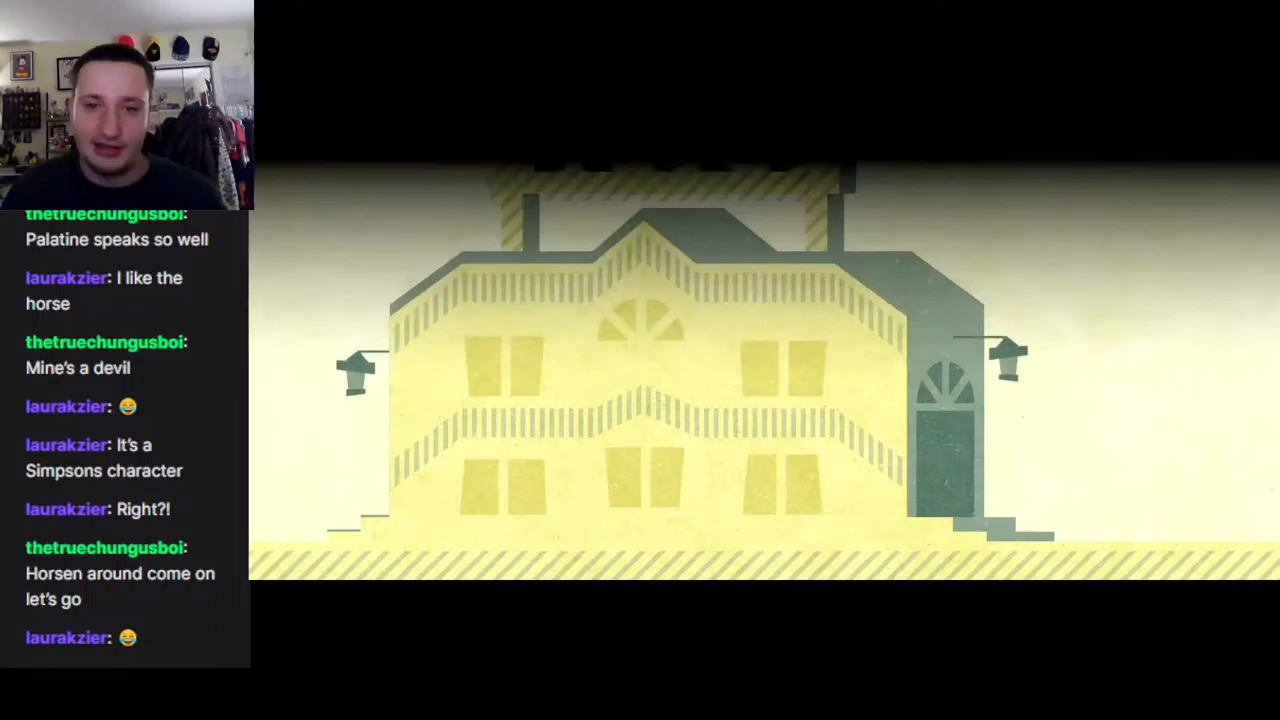 thetruechungusboi:
Palatine speaks so well
laurakzier: I like the
horse
thetruechungusboi:
Mine's a devil
laurakzier: 😂
laurakzier: It's a
Simpsons character
laurakzier: Right?!
thetruechungusboi:
Horsen around come on
let's go
laurakzier: 😂